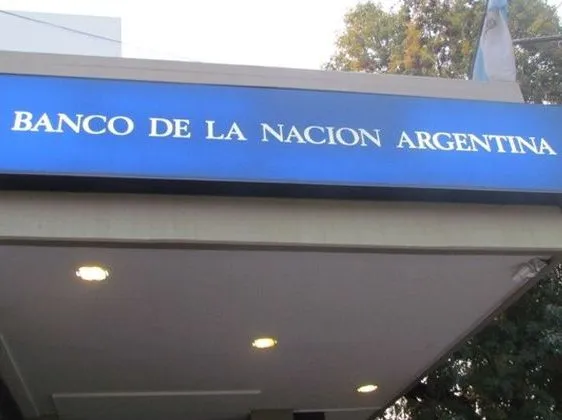 BANCO DE LA NACION ARGENTINA